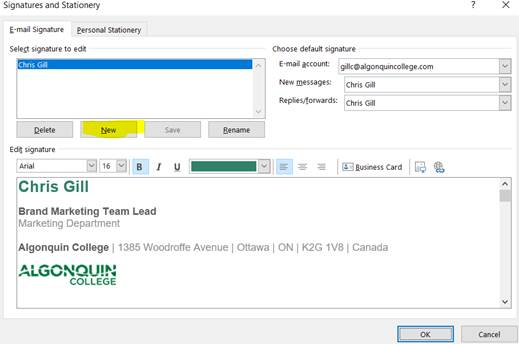 Signatures and Stationery
? ×
E-mail Signature Personal Stationery
Select signature to edit
Chris Gill
Delete New Save Rename
Choose default signature
E-mail account: gillc@algonquincollege.com
New messages: Chris Gill
Replies/forwards: Chris Gill
Edit signature
Arial 16 B I U Business Card
Chris Gill
Brand Marketing Team Lead
Marketing Department
Algonquin College | 1385 Woodroffe Avenue | Ottawa | ON | K2G 1V8 | Canada
ALGONQUIN
COLLEGE
OK Cancel